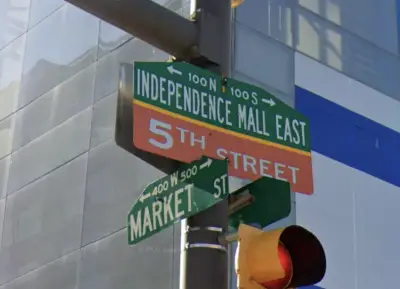 ← 100 N 100 S →
INDEPENDENCE MALL EAST
5TH STREET
← 400 W 500 →
MARKET ST